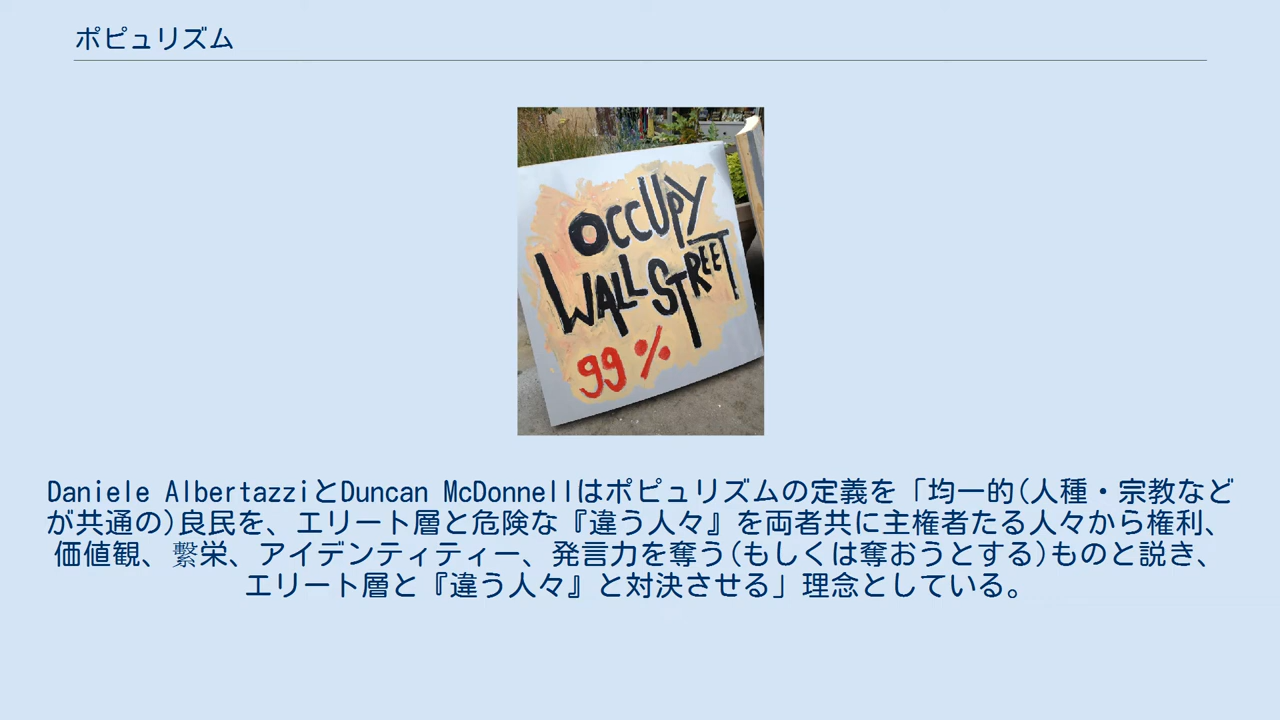 ポピュリズム
OCCUPY
WALL STREET
99%
Daniele AlbertazziとDuncan McDonnellはポピュリズムの定義を「均一的(人種・宗教など
が共通の)良民を、エリート層と危険な『違う人々』を両者共に主権者たる人々から権利、
価値観、繫栄、アイデンティティー、発言力を奪う(もしくは奪おうとする)ものと説き、
エリート層と『違う人々』と対決させる」理念としている。